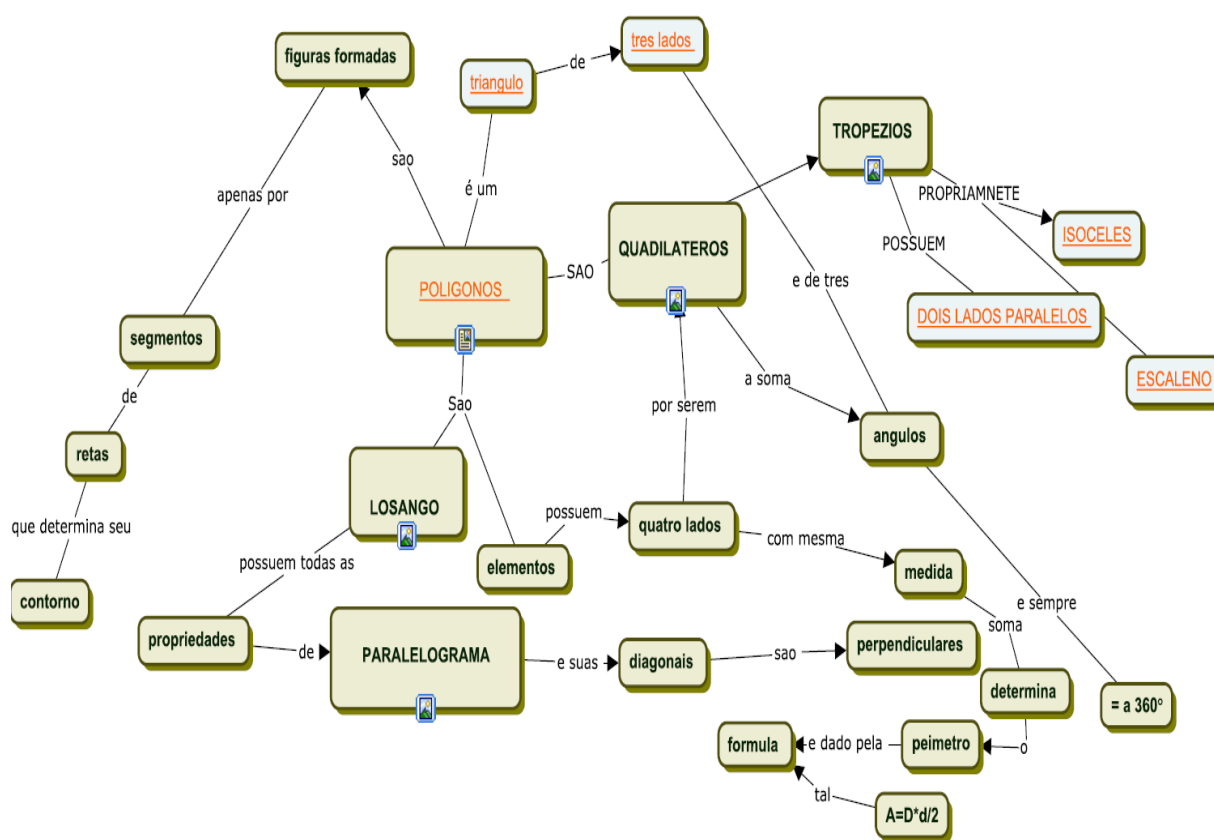 figuras formadas
tres lados
de
triangulo
TROPEZIOS
sao
apenas por
é um
PROPRIAMNETE
ISOCELES
POSSUEM
QUADILATEROS
SAO
POLIGONOS
e de tres
DOIS LADOS PARALELOS
segmentos
ESCALENO
a soma
de
Sao
por serem
angulos
retas
LOSANGO
possuem
quatro lados
que determina seu
com mesma
possuem todas as
elementos
medida
contorno
e sempre
soma
propriedades
de
PARALELOGRAMA
e suas
diagonais
sao
perpendiculares
determina
= a 360º
formula
e dado pela
peimetro
o
tal
A=D*d/2